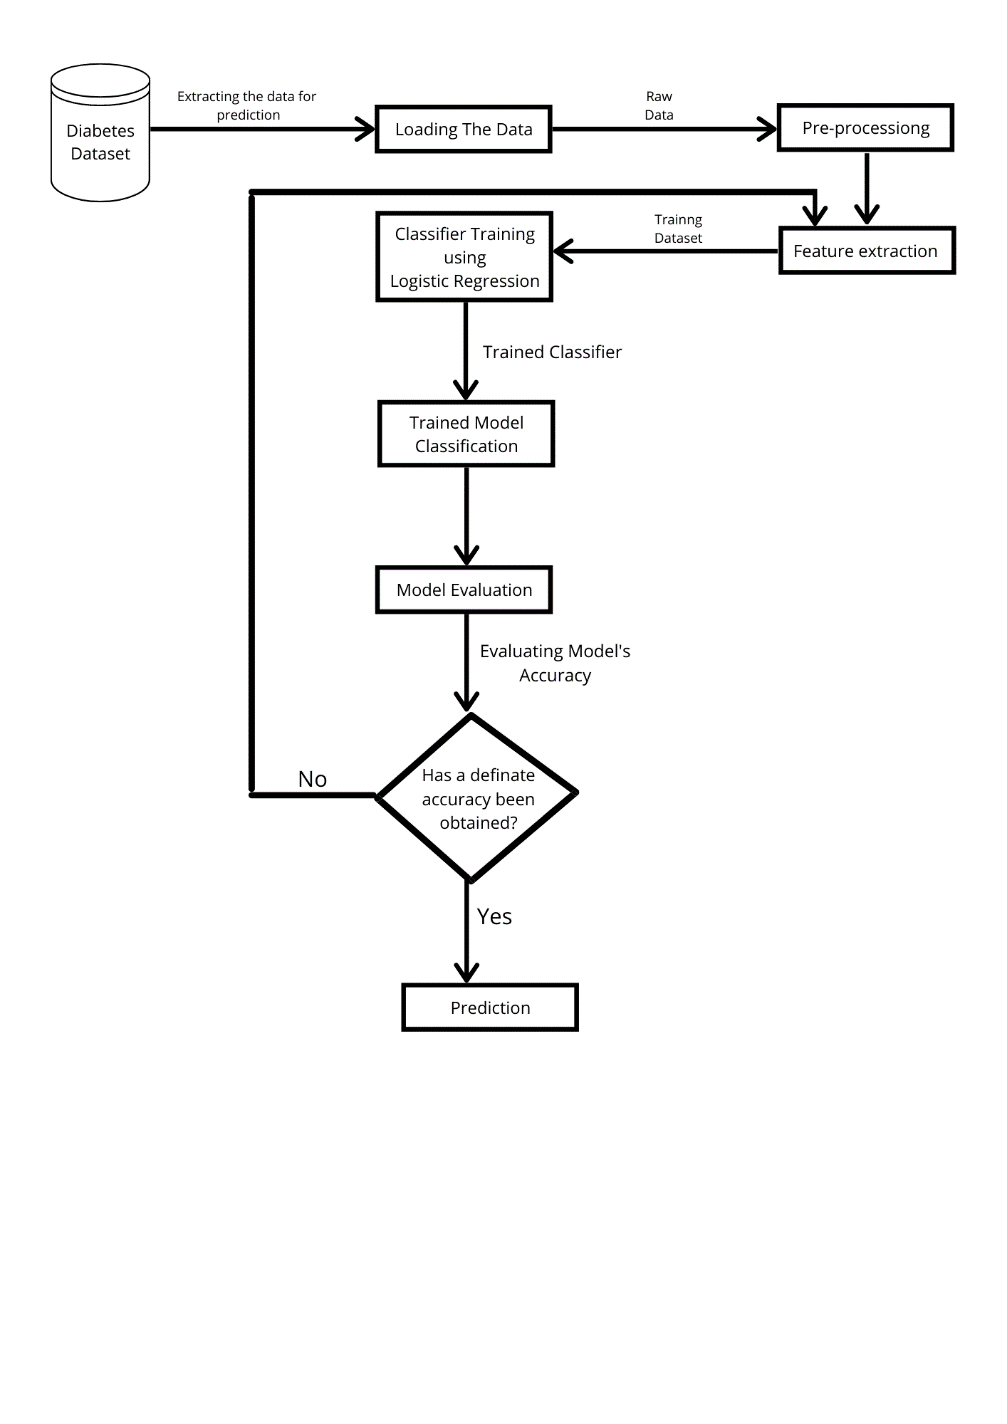 Diabetes
Dataset
Extracting the data for
prediction
Loading The Data
Raw
Data
Pre-processiong
Feature extraction
Trainng
Dataset
Classifier Training
using
Logistic Regression
Trained Classifier
Trained Model
Classification
Model Evaluation
Evaluating Model's
Accuracy
Has a definate
accuracy been
obtained?
No
Yes
Prediction